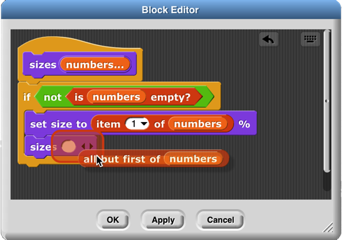 Block Editor
sizes numbers...
if not is numbers empty?
set size to item 1 of numbers %
sizes
all but first of numbers
OK Apply Cancel